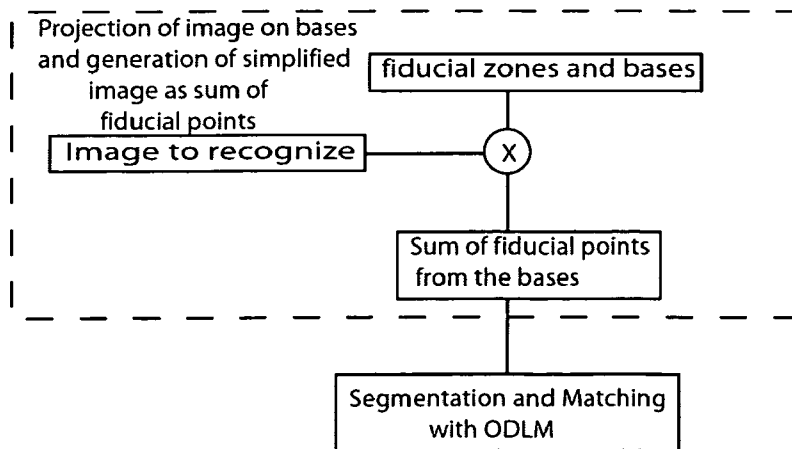 Projection of image on bases
and generation of simplified
image as sum of
fiducial points
fiducial zones and bases
Image to recognize
X
Sum of fiducial points
from the bases
Segmentation and Matching
with ODLM